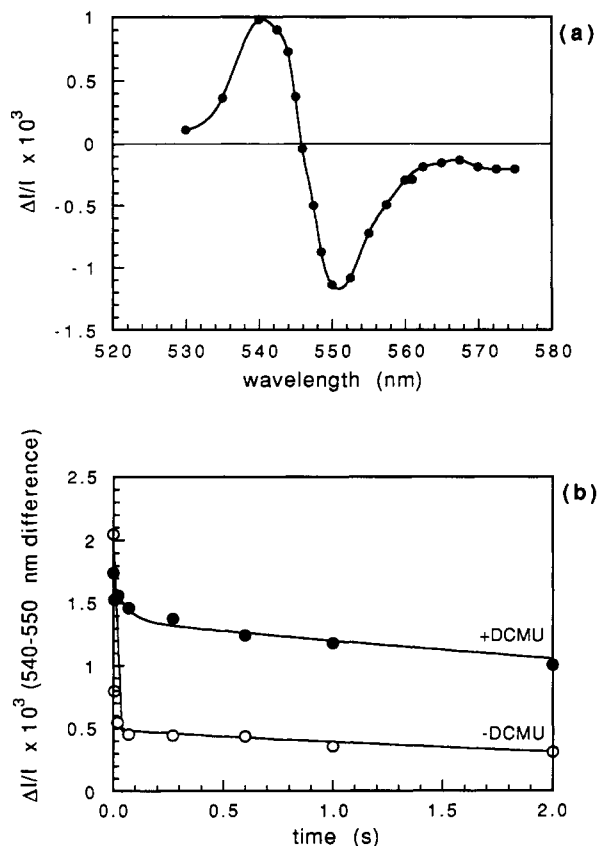 (a)
ΔI/I x 10³
1
0.5
0
-0.5
- 1
-1.5
520 530 540 550 560 570 580
wavelength (nm)
(b)
ΔI/I x 10³ (540-550 nm difference)
2.5
2
1.5
1
0.5
0
+DCMU
-DCMU
0.0 0.5 1.0 1.5 2.0
time (s)